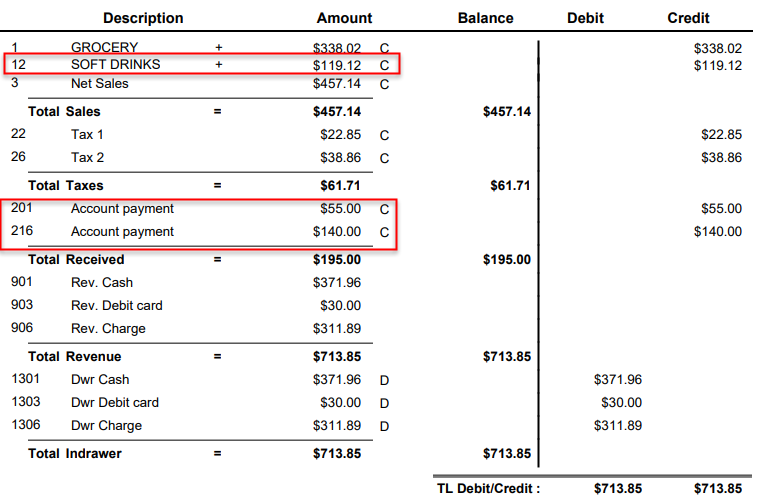 Description Amount Balance Debit Credit
1 GROCERY + $338.02 C $338.02
12 SOFT DRINKS + $119.12 C $119.12
3 Net Sales $457.14 C
Total Sales = $457.14 $457.14
22 Tax 1 $22.85 C $22.85
26 Tax 2 $38.86 C $38.86
Total Taxes = $61.71 $61.71
201 Account payment $55.00 C $55.00
216 Account payment $140.00 C $140.00
Total Received = $195.00 $195.00
901 Rev. Cash $371.96
903 Rev. Debit card $30.00
906 Rev. Charge $311.89
Total Revenue = $713.85 $713.85
1301 Dwr Cash $371.96 D $371.96
1303 Dwr Debit card $30.00 D $30.00
1306 Dwr Charge $311.89 D $311.89
Total Indrawer = $713.85 $713.85
TL Debit/Credit : $713.85 $713.85